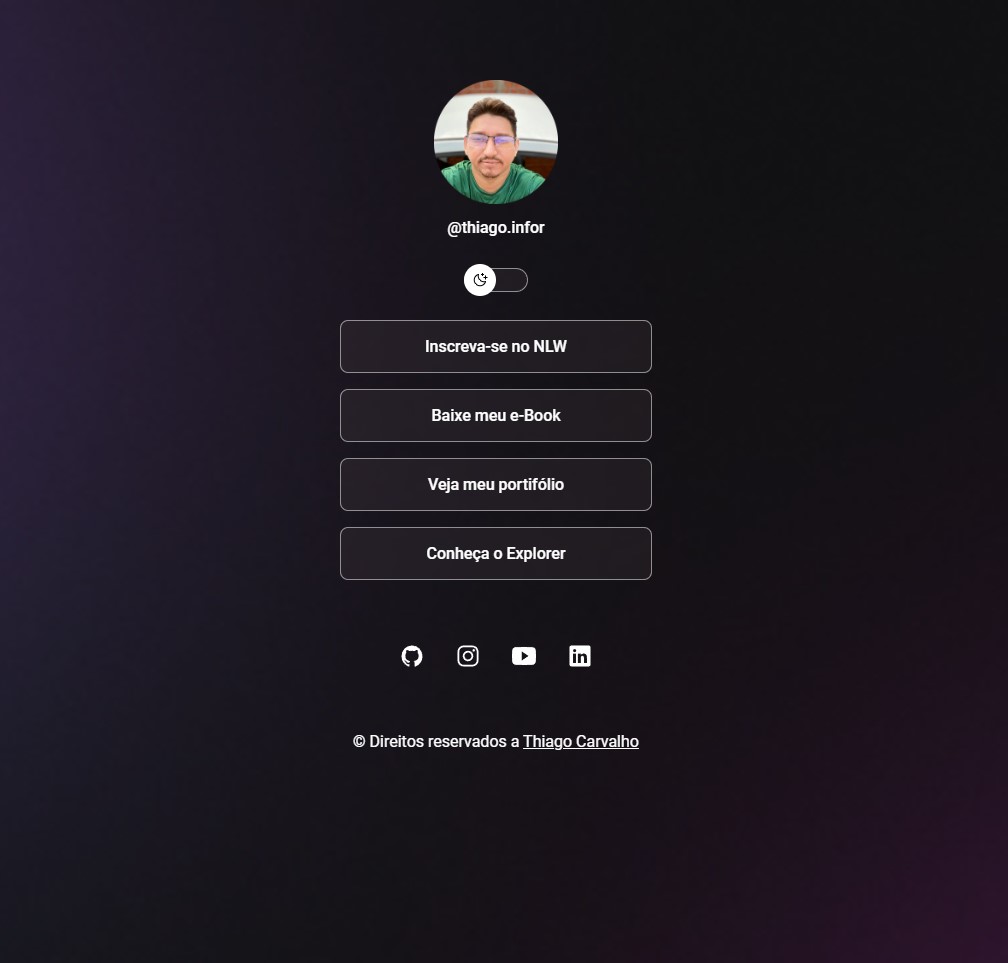 @thiago.infor
Inscreva-se no NLW
Baixe meu e-Book
Veja meu portifólio
Conheça o Explorer
© Direitos reservados a Thiago Carvalho